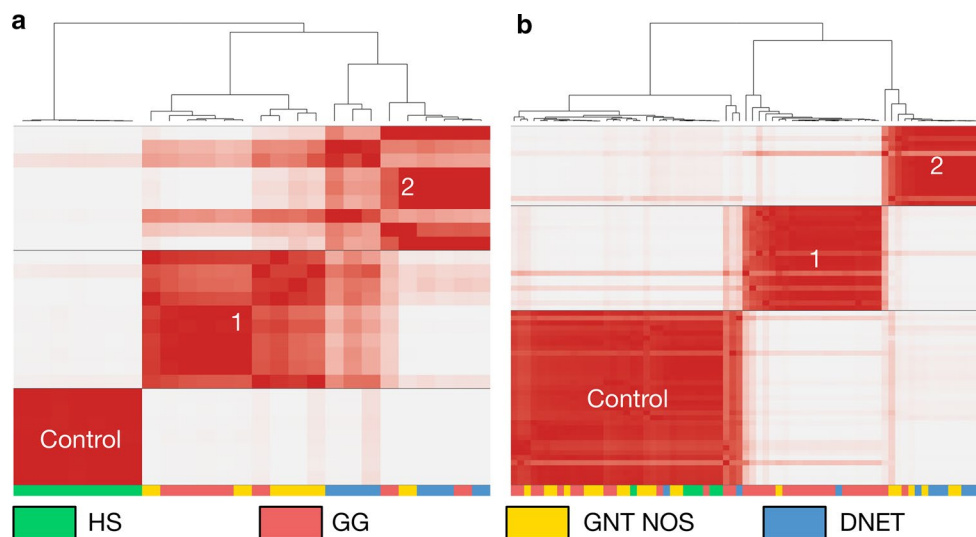 a
b
2
2
1
1
Control
Control
HS GG GNT NOS DNET